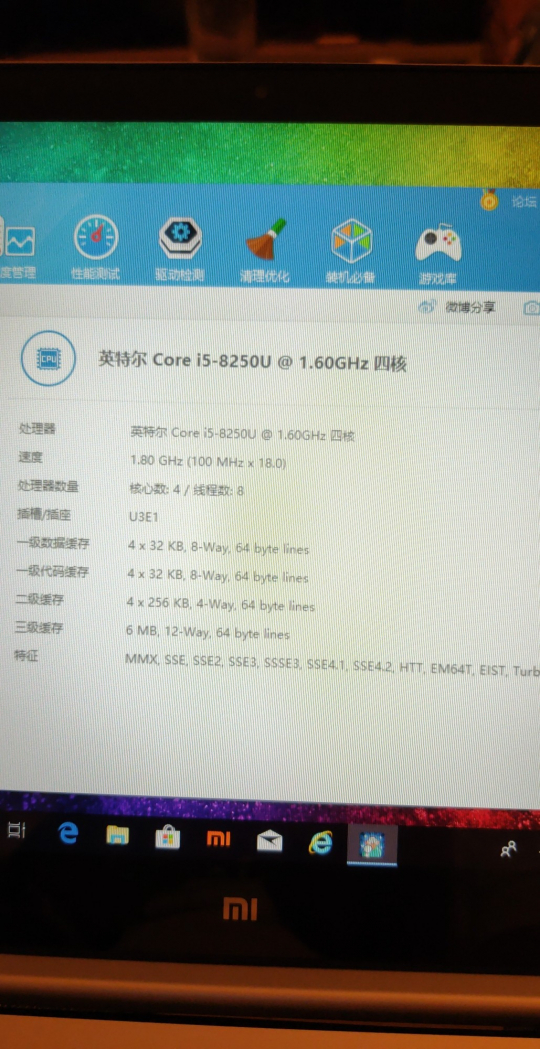 论坛
度管理 性能测试 驱动检测 清理优化 装机必备 游戏库
微博分享
CPU 英特尔 Core i5-8250U @ 1.60GHz 四核
处理器 英特尔 Core i5-8250U @ 1.60GHz 四核
速度 1.80 GHz (100 MHz x 18.0)
处理器数量 核心数: 4 / 线程数: 8
插槽/插座 U3E1
一级数据缓存 4 x 32 KB, 8-Way, 64 byte lines
一级代码缓存 4 x 32 KB, 8-Way, 64 byte lines
二级缓存 4 x 256 KB, 4-Way, 64 byte lines
三级缓存 6 MB, 12-Way, 64 byte lines
特征 MMX, SSE, SSE2, SSE3, SSSE3, SSE4.1, SSE4.2, HTT, EM64T, EIST, Turb
mi
mi